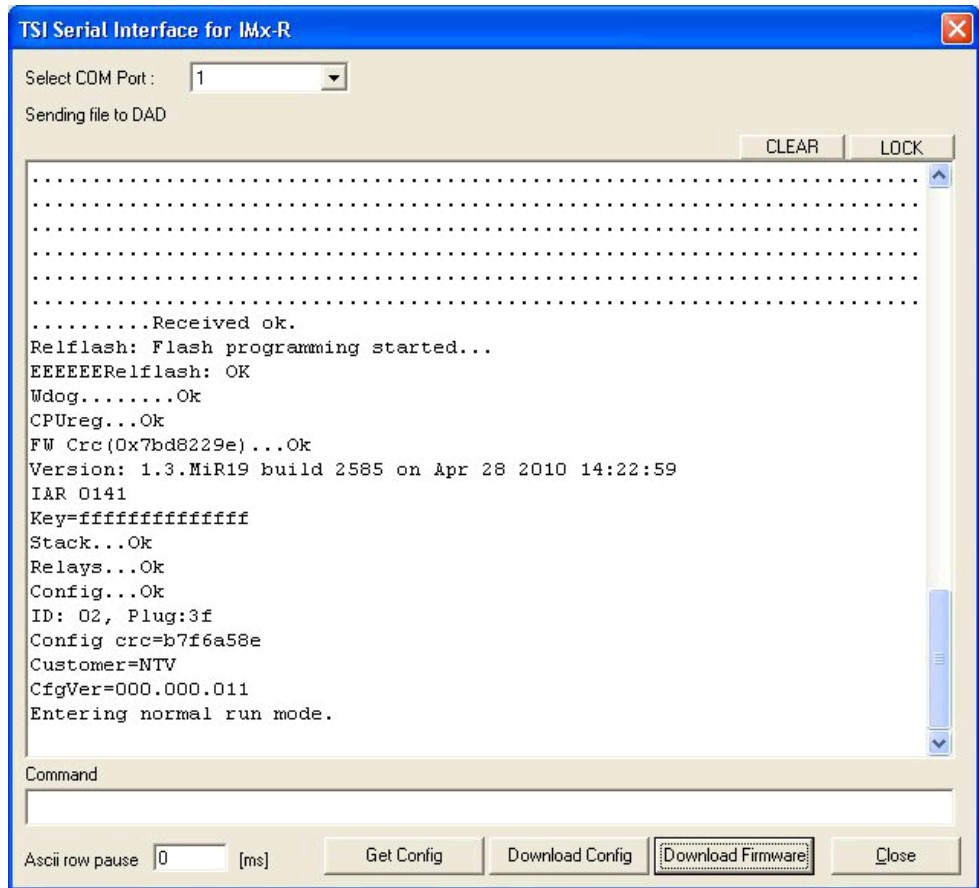 TSI Serial Interface for IMx-R
Select COM Port : 1
Sending file to DAD
CLEAR LOCK
..........................................................................
..........................................................................
..........................................................................
..........................................................................
..........................................................................
..........................................................................
..........Received ok.
Relflash: Flash programming started...
EEEEEERelflash: OK
Wdog........Ok
CPUreg...Ok
FW Crc(0x7bd8229e)...Ok
Version: 1.3.MiR19 build 2585 on Apr 28 2010 14:22:59
IAR 0141
Key=ffffffffffffff
Stack...Ok
Relays...Ok
Config...Ok
ID: 02, Plug:3f
Config crc=b7f6a58e
Customer=NTV
CfgVer=000.000.011
Entering normal run mode.
Command
Ascii row pause 0 [ms] Get Config Download Config Download Firmware Close